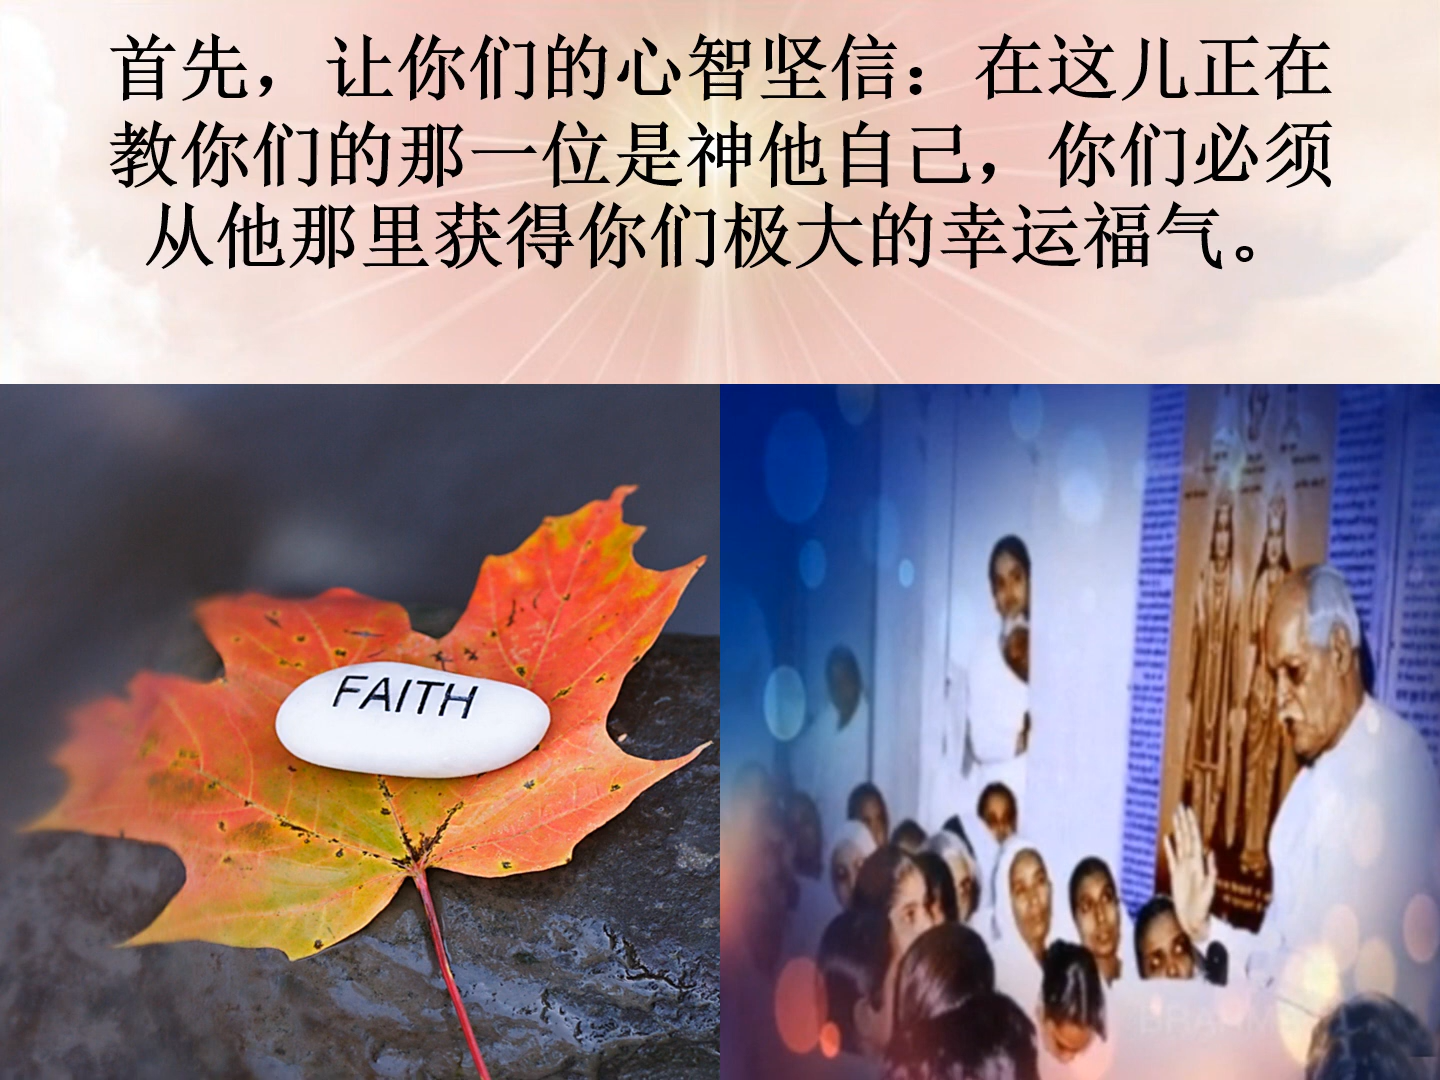 首先，让你们的心智坚信：在这儿正在
教你们的那一位是神他自己，你们必须
从他那里获得你们极大的幸运福气。
FAITH